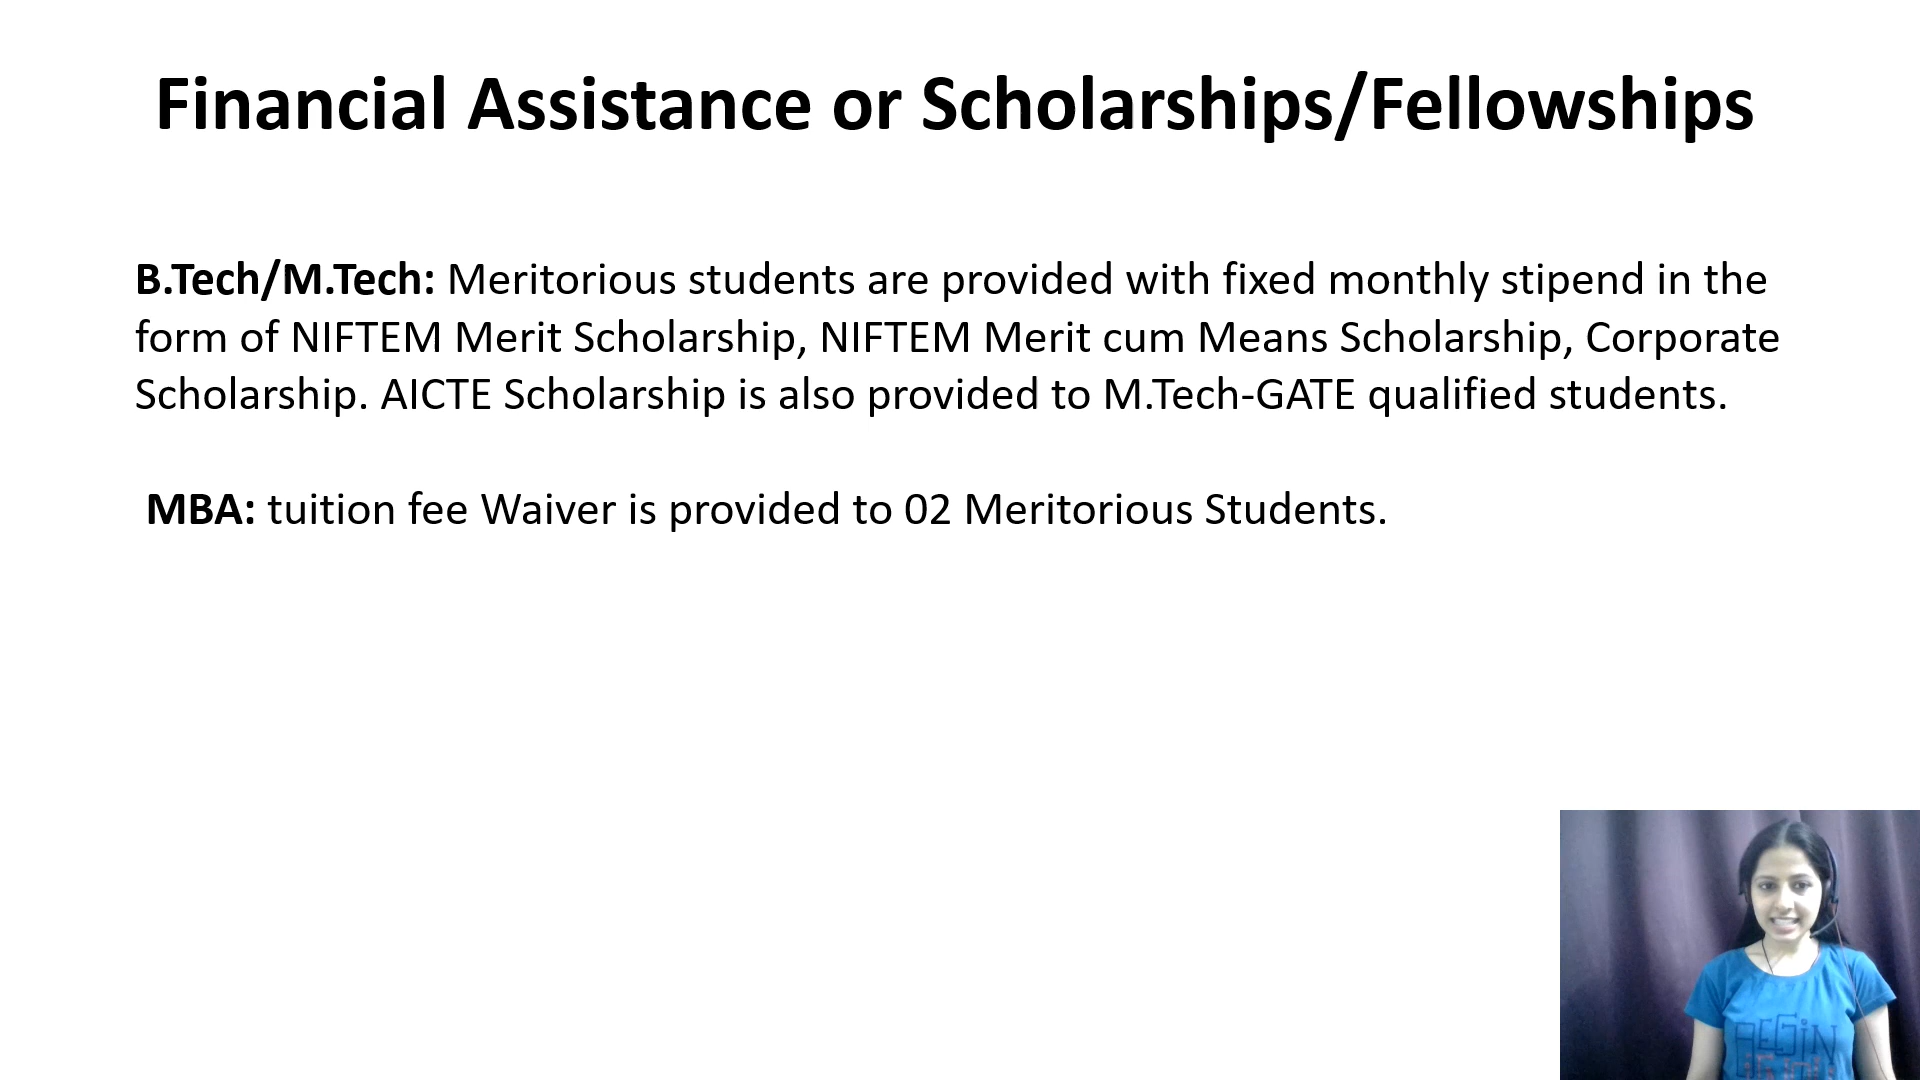 Financial Assistance or Scholarships/Fellowships
B.Tech/M.Tech: Meritorious students are provided with fixed monthly stipend in the
form of NIFTEM Merit Scholarship, NIFTEM Merit cum Means Scholarship, Corporate
Scholarship. AICTE Scholarship is also provided to M.Tech-GATE qualified students.
MBA: tuition fee Waiver is provided to 02 Meritorious Students.